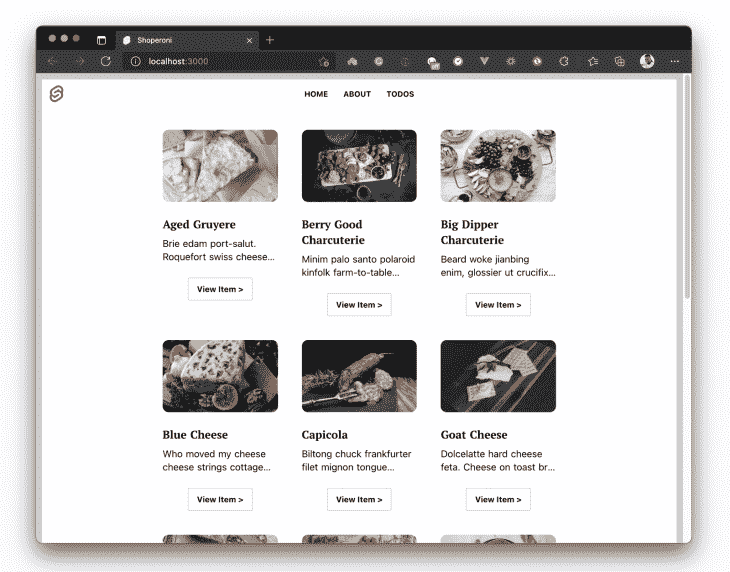 Shoperoni
localhost:3000
HOME ABOUT TODOS
Aged Gruyere
Brie edam port-salut.
Roquefort swiss cheese...
View Item >
Berry Good
Charcuterie
Minim palo santo polaroid
kinfolk farm-to-table...
View Item >
Big Dipper
Charcuterie
Beard woke jianbing
enim, glossier ut crucifix...
View Item >
Blue Cheese
Who moved my cheese
cheese strings cottage...
View Item >
Capicola
Biltong chuck frankfurter
filet mignon tongue...
View Item >
Goat Cheese
Dolcelatte hard cheese
feta. Cheese on toast br...
View Item >